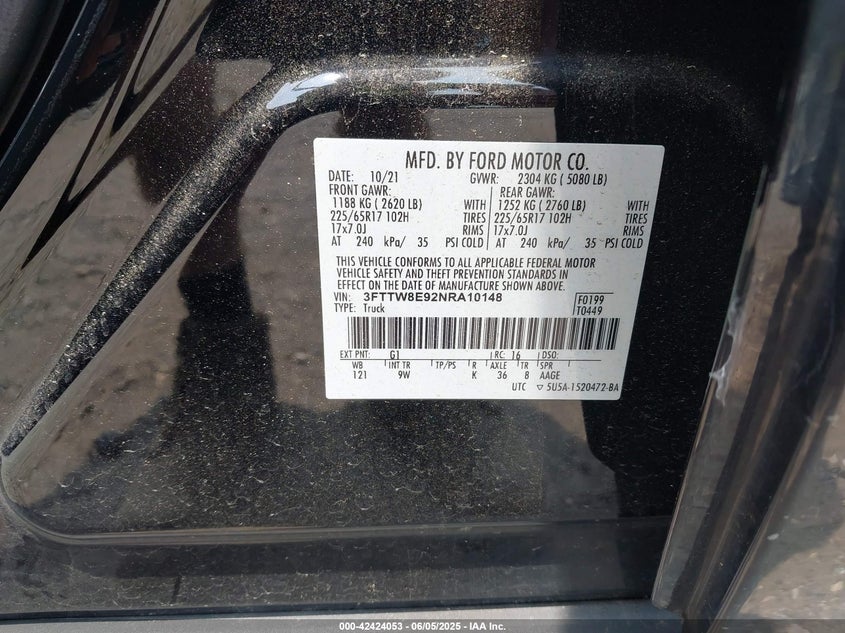 MFD. BY FORD MOTOR CO.
DATE: 10/21 GVWR: 2304 KG ( 5080 LB)
FRONT GAWR: REAR GAWR:
1188 KG ( 2620 LB) WITH 1252 KG ( 2760 LB) WITH
225/65R17 102H TIRES 225/65R17 102H TIRES
17x7.0J RIMS 17x7.0J RIMS
AT 240 kPa/ 35 PSI COLD AT 240 kPa/ 35 PSI COLD
THIS VEHICLE CONFORMS TO ALL APPLICABLE FEDERAL MOTOR
VEHICLE SAFETY AND THEFT PREVENTION STANDARDS IN
EFFECT ON THE DATE OF MANUFACTURE SHOWN ABOVE.
VIN: 3FTTW8E92NRA10148 F0199
TYPE: Truck T0449
EXT PNT: G1 RC: 16 DSO:
WB INT TR TP/PS R AXLE TR SPR
121 9W K 36 8 AAGE
UTC ▽ 5U5A-1520472-BA
000-42424053 - 06/05/2025 - IAA Inc.